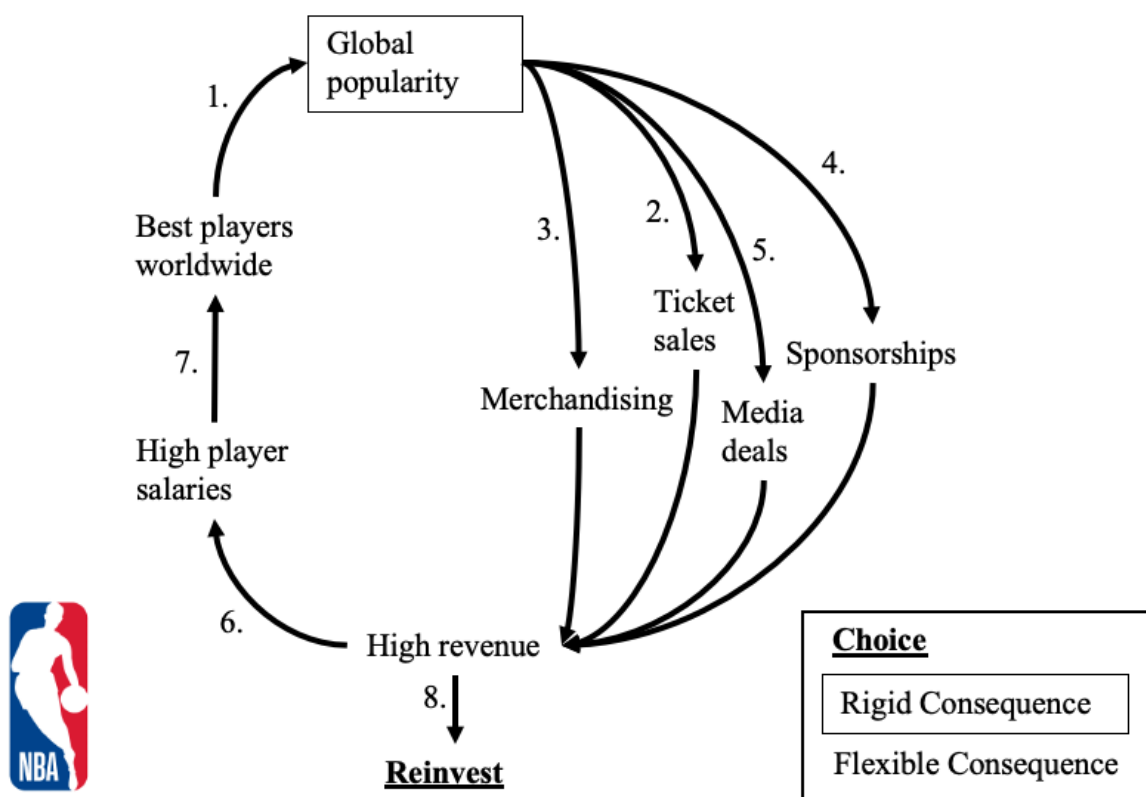 Global
popularity
1.
4.
2.
3.
5.
Best players
worldwide
Ticket
sales
Sponsorships
7.
Merchandising
Media
deals
High player
salaries
6.
High revenue
8.
Reinvest
NBA
Choice
Rigid Consequence
Flexible Consequence